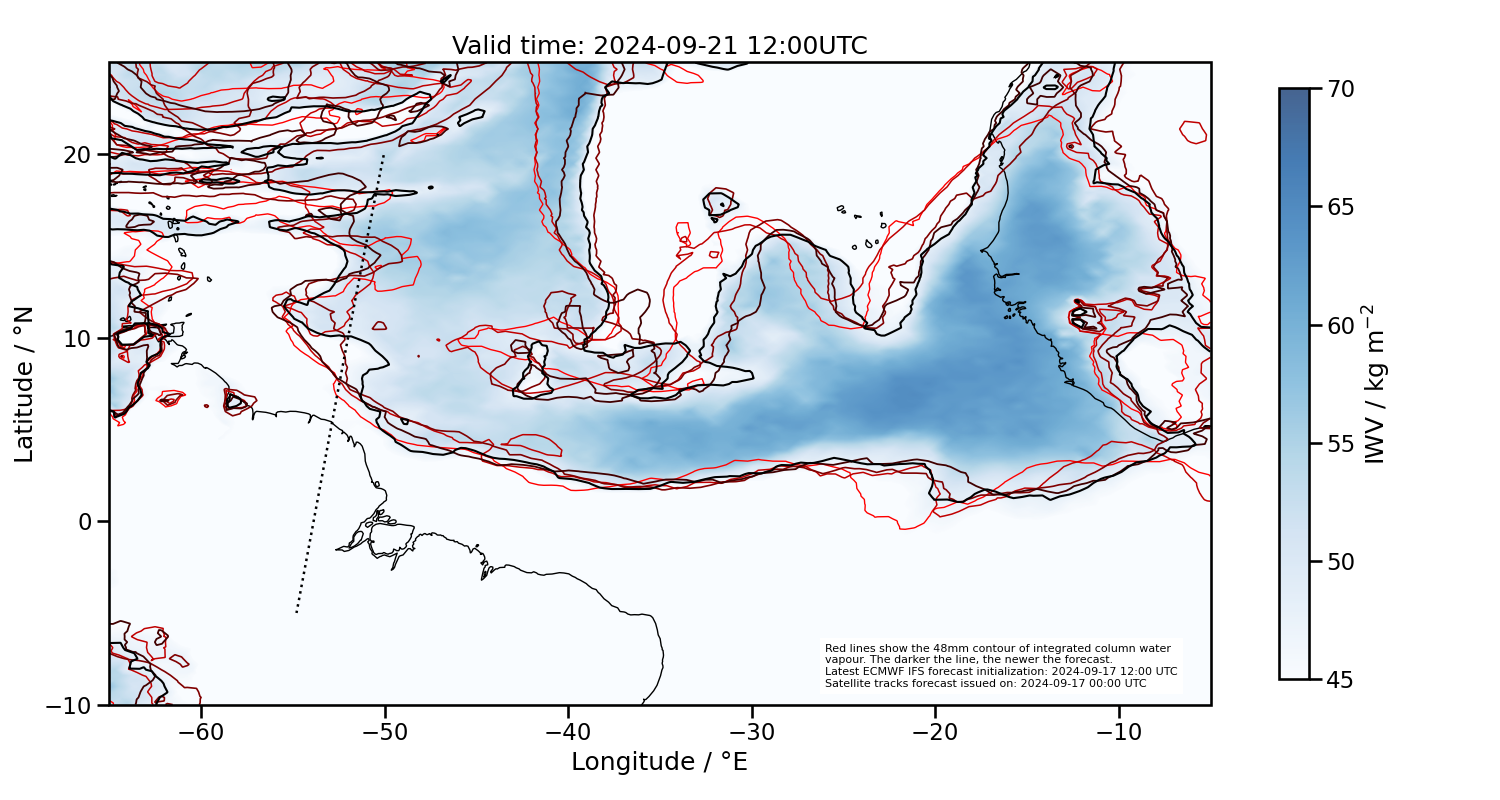 Valid time: 2024-09-21 12:00UTC
70
65
60
55
50
45
IWV / kg m⁻²
20
10
0
−10
Latitude / °N
−60
−50
−40
−30
−20
−10
Longitude / °E
Red lines show the 48mm contour of integrated column water
vapour. The darker the line, the newer the forecast.
Latest ECMWF IFS forecast initialization: 2024-09-17 12:00 UTC
Satellite tracks forecast issued on: 2024-09-17 00:00 UTC